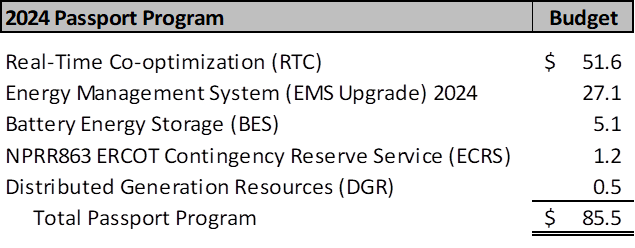 2024 Passport Program Budget
Real-Time Co-optimization (RTC) $ 51.6
Energy Management System (EMS Upgrade) 2024 27.1
Battery Energy Storage (BES) 5.1
NPRR863 ERCOT Contingency Reserve Service (ECRS) 1.2
Distributed Generation Resources (DGR) 0.5
Total Passport Program $ 85.5